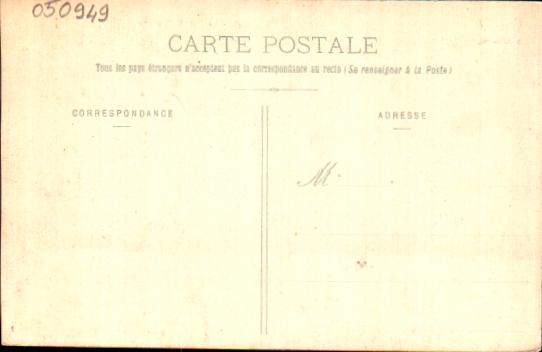 050949
CARTE POSTALE
Tous les pays étrangers n'acceptent pas la correspondance au recto (Se renseigner à la Poste)
CORRESPONDANCE
ADRESSE
M